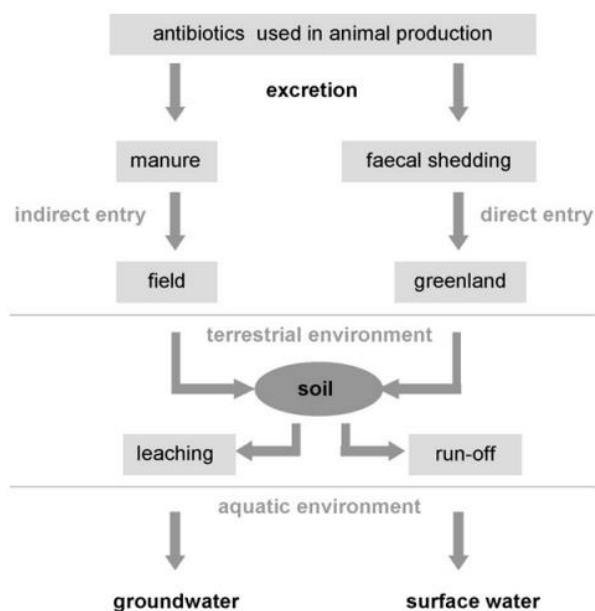 antibiotics used in animal production
excretion
manure
faecal shedding
indirect entry
direct entry
field
greenland
terrestrial environment
soil
leaching
run-off
aquatic environment
groundwater
surface water